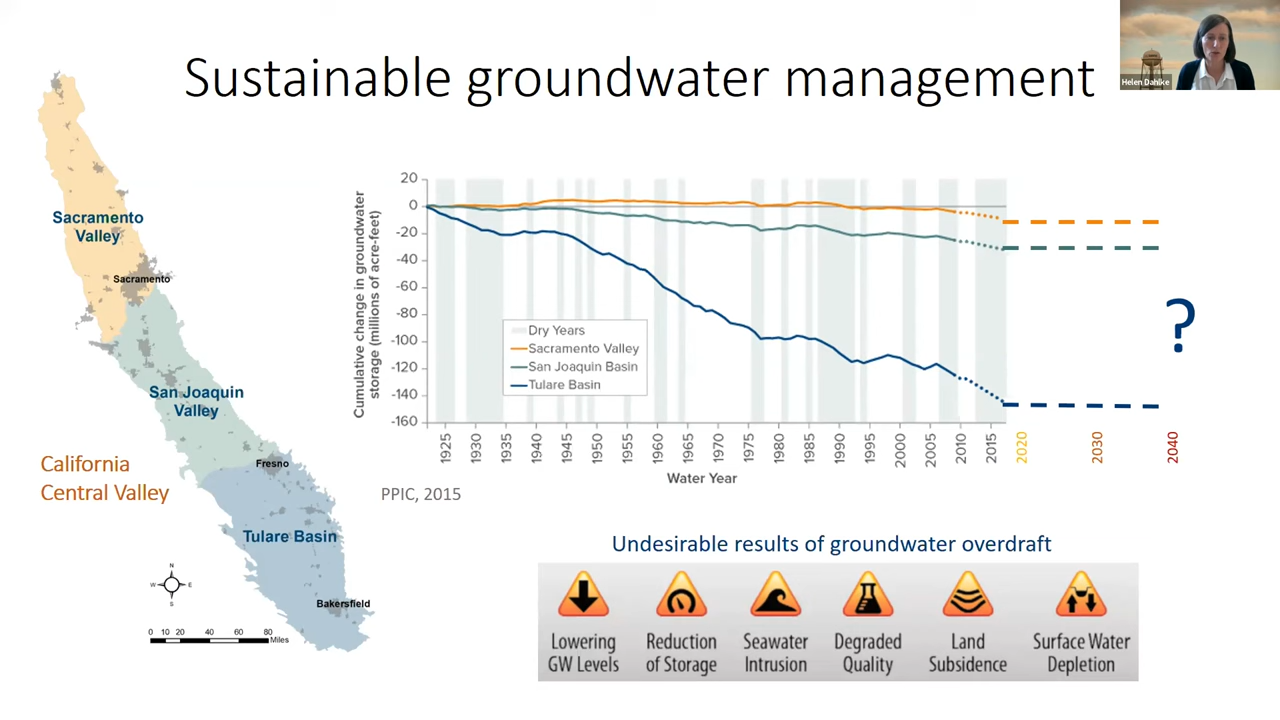 Sustainable groundwater management
Helen Dahlke
Sacramento
Valley
Sacramento
San Joaquin
Valley
California
Central Valley
Fresno
Tulare Basin
Bakersfield
N
W
E
S
0 10 20 40 60 80
Miles
Cumulative change in groundwater
storage (millions of acre-feet)
20
0
-20
-40
-60
-80
-100
-120
-140
-160
Dry Years
Sacramento Valley
San Joaquin Basin
Tulare Basin
1925 1930 1935 1940 1945 1950 1955 1960 1965 1970 1975 1980 1985 1990 1995 2000 2005 2010 2015 2020 2030 2040
Water Year
?
PPIC, 2015
Undesirable results of groundwater overdraft
Lowering
GW Levels
Reduction
of Storage
Seawater
Intrusion
Degraded
Quality
Land
Subsidence
Surface Water
Depletion